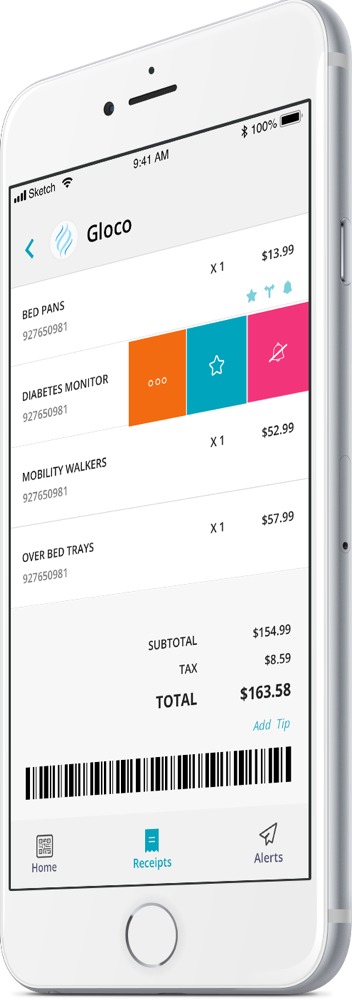 Sketch 9:41 AM 100%
Gloco
BED PANS X 1 $13.99
927650981
DIABETES MONITOR
927650981
MOBILITY WALKERS X 1 $52.99
927650981
OVER BED TRAYS X 1 $57.99
927650981
SUBTOTAL $154.99
TAX $8.59
TOTAL $163.58
Add Tip
Home Receipts Alerts